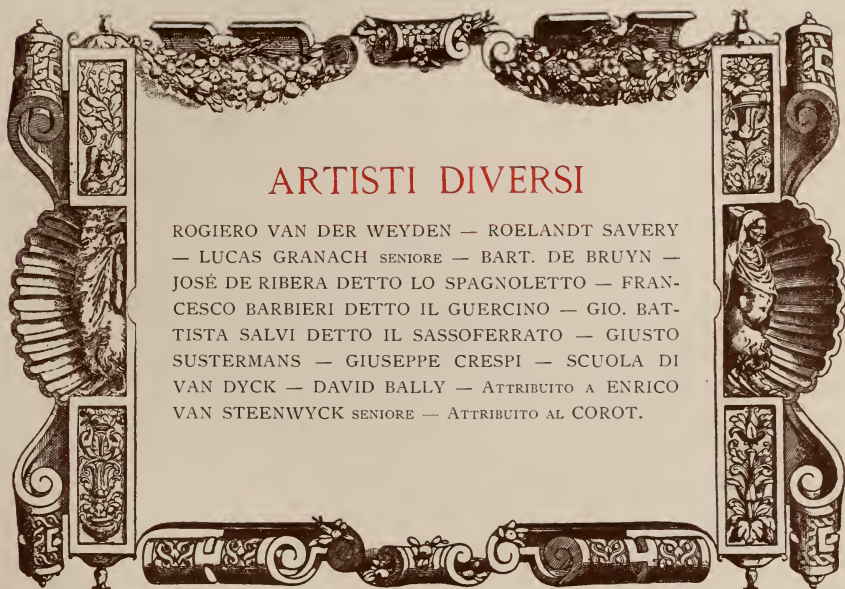 ARTISTI DIVERSI
ROGIERO VAN DER WEYDEN — ROELANDT SAVERY
— LUCAS GRANACH SENIORE — BART. DE BRUYN —
JOSÉ DE RIBERA DETTO LO SPAGNOLETTO — FRAN-
CESCO BARBIERI DETTO IL GUERCINO — GIO. BAT-
TISTA SALVI DETTO IL SASSOFERRATO — GIUSTO
SUSTERMANS — GIUSEPPE CRESPI — SCUOLA DI
VAN DYCK — DAVID BALLY — ATTRIBUITO A ENRICO
VAN STEENWYCK SENIORE — ATTRIBUITO AL COROT.